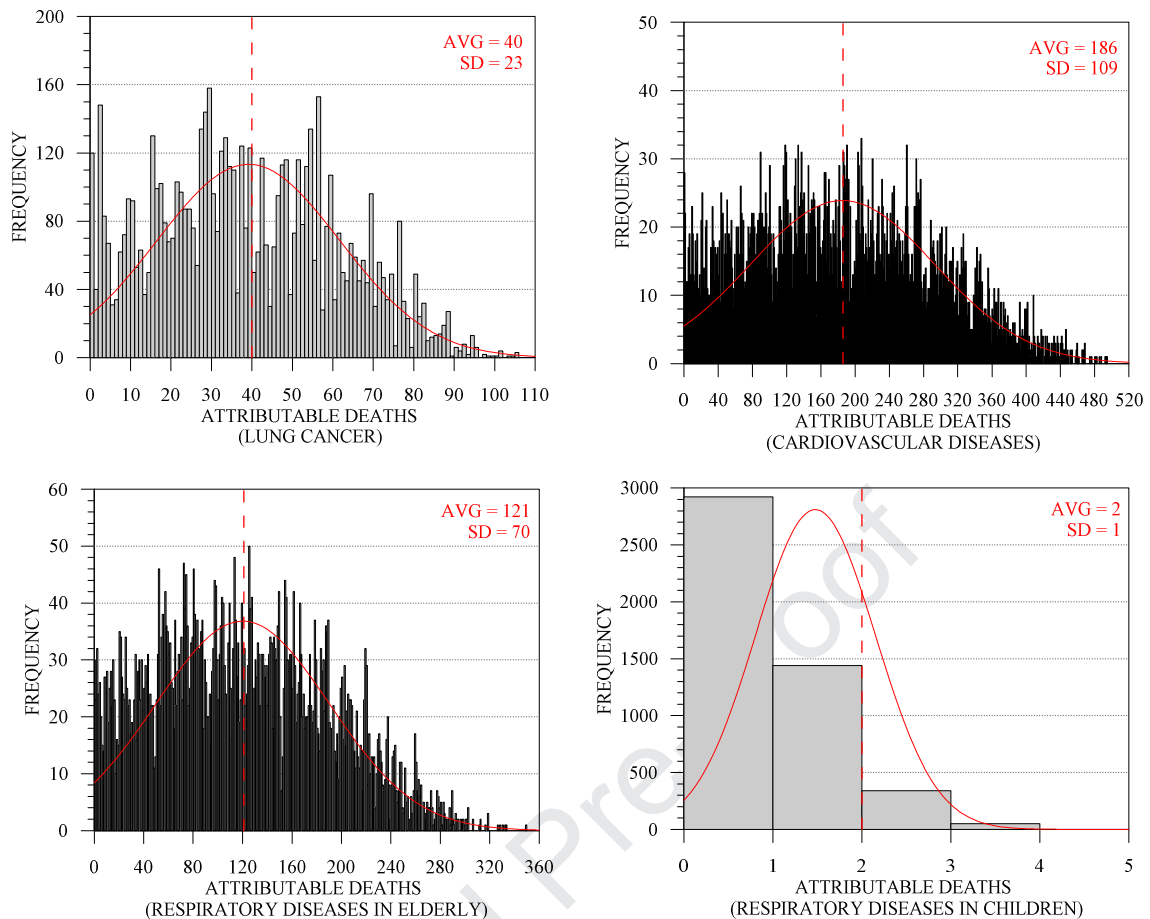 200
160
120
80
40
0
FREQUENCY
AVG = 40
SD = 23
0 10 20 30 40 50 60 70 80 90 100 110
ATTRIBUTABLE DEATHS
(LUNG CANCER)
50
40
30
20
10
0
FREQUENCY
AVG = 186
SD = 109
0 40 80 120 160 200 240 280 320 360 400 440 480 520
ATTRIBUTABLE DEATHS
(CARDIOVASCULAR DISEASES)
60
50
40
30
20
10
0
FREQUENCY
AVG = 121
SD = 70
0 40 80 120 160 200 240 280 320 360
ATTRIBUTABLE DEATHS
(RESPIRATORY DISEASES IN ELDERLY)
3000
2500
2000
1500
1000
500
0
FREQUENCY
AVG = 2
SD = 1
0 1 2 3 4 5
ATTRIBUTABLE DEATHS
(RESPIRATORY DISEASES IN CHILDREN)